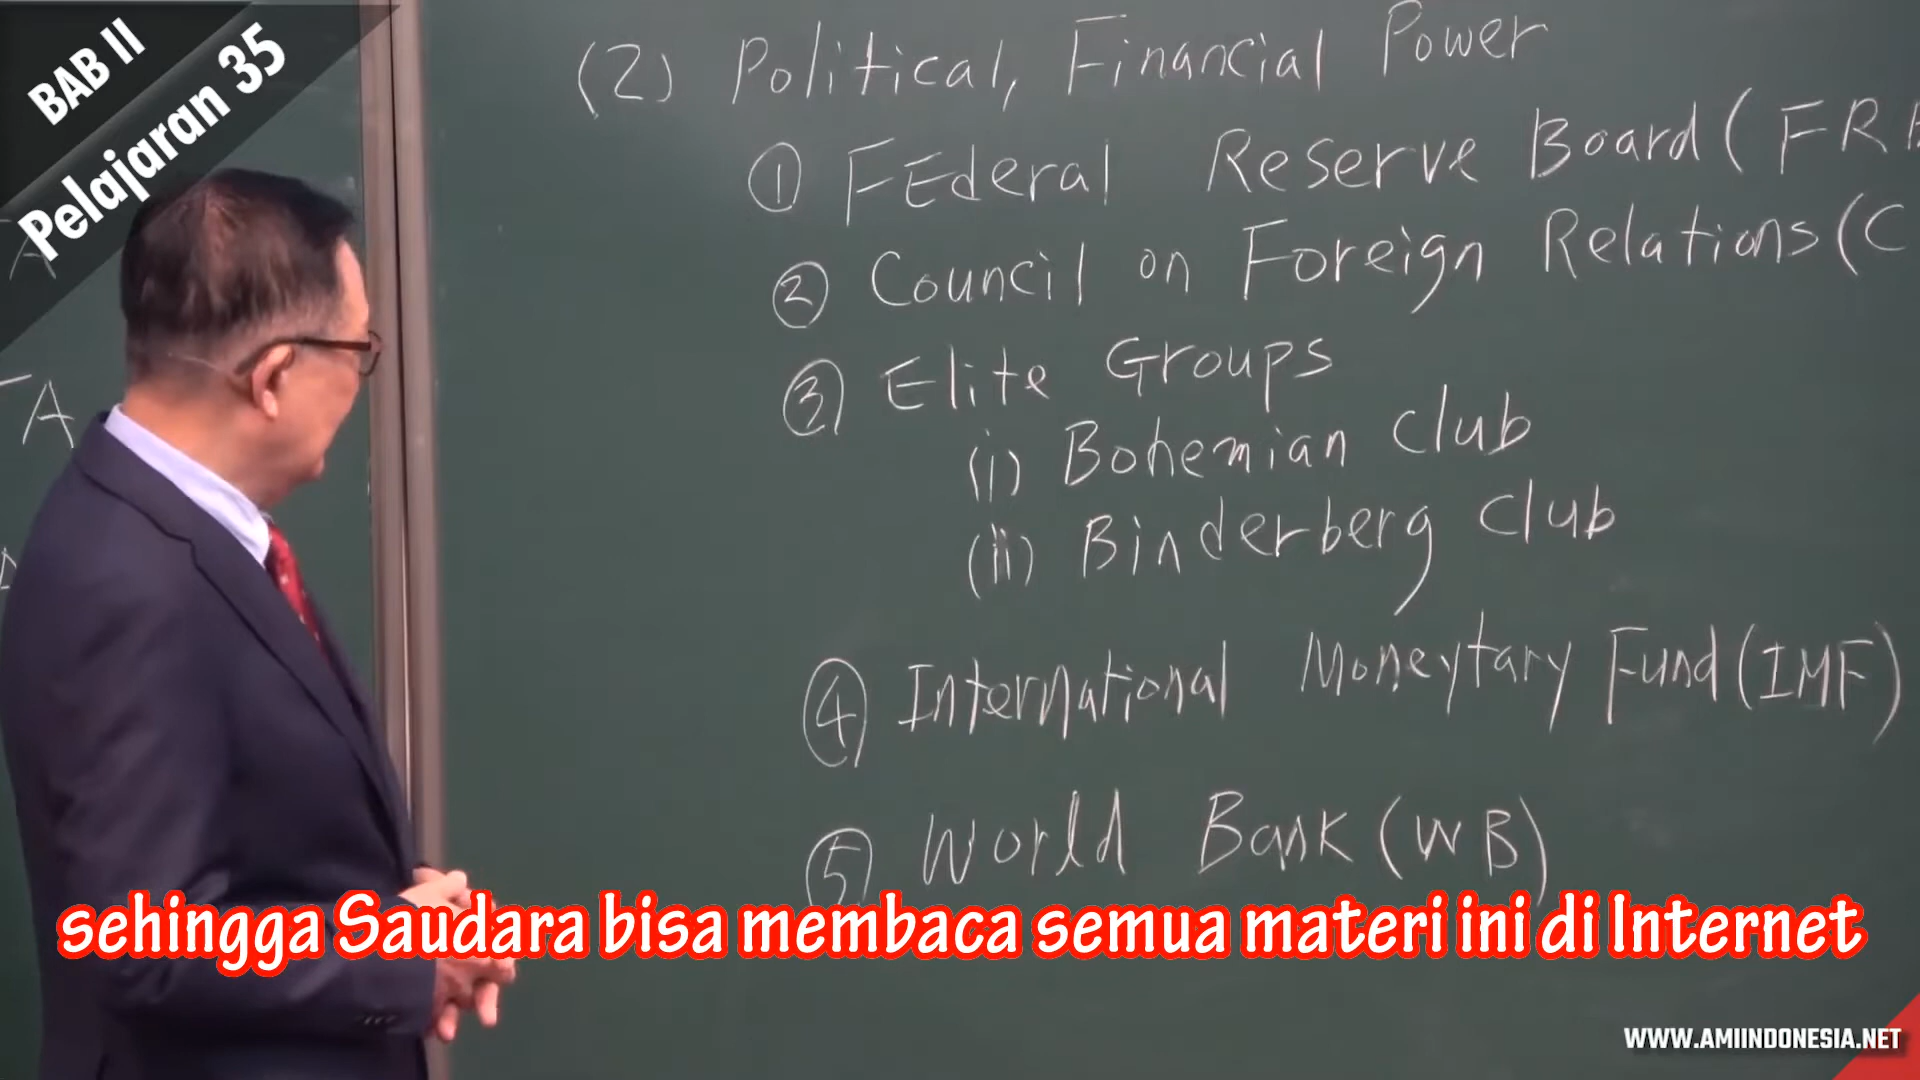 BAB II
Pelajaran 35
(2) Political, Financial Power
① FEderal Reserve Board (FR
② Council on Foreign Relations (C
③ Elite Groups
(i) Bohemian club
(ii) Binderberg club
④ International Moneytary Fund (IMF)
⑤ World Bank (WB)
TA
sehingga Saudara bisa membaca semua materi ini di Internet
WWW.AMIINDONESIA.NET